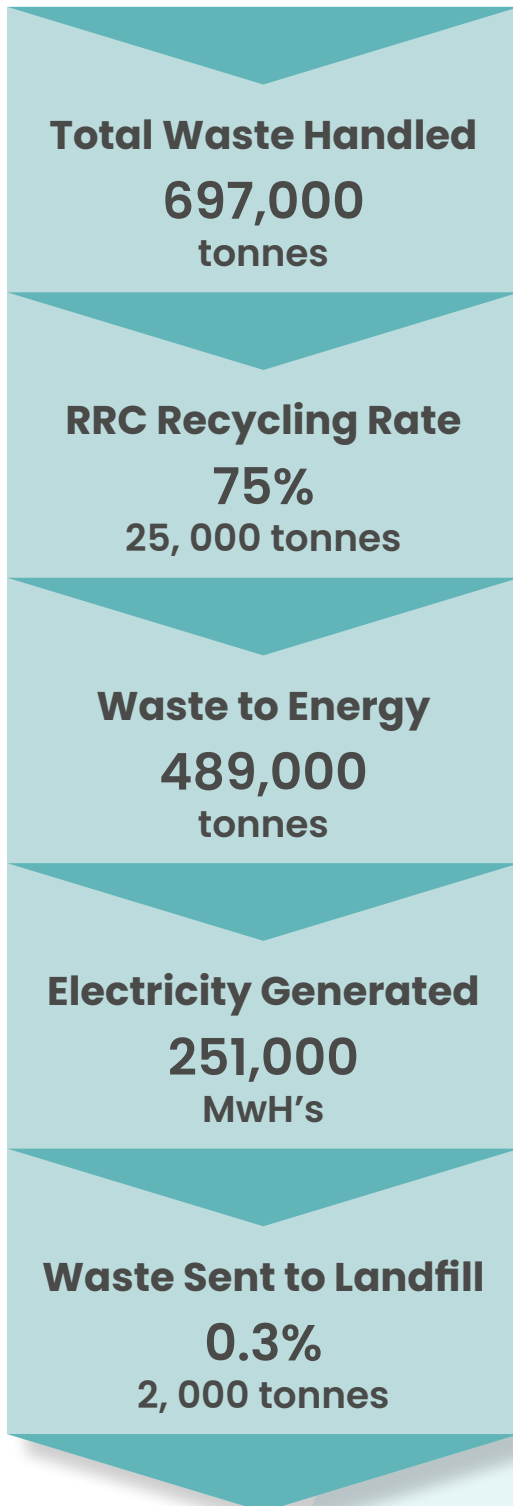 Total Waste Handled
697,000
tonnes
RRC Recycling Rate
75%
25, 000 tonnes
Waste to Energy
489,000
tonnes
Electricity Generated
251,000
MwH’s
Waste Sent to Landfill
0.3%
2, 000 tonnes